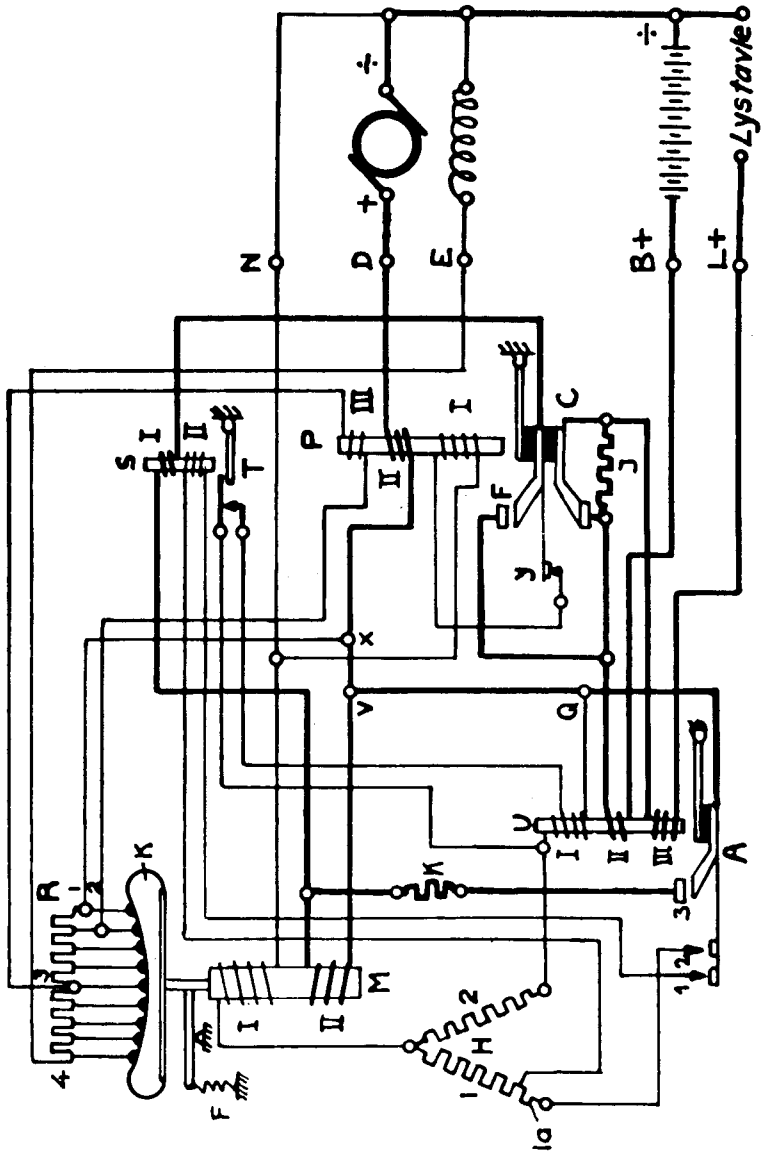 N
D
E
B+
L+
÷
+
÷
Lystavle
S
I
II
T
P
III
II
I
F
C
J
y
x
V
Q
R
1
2
3
4
K
M
I
II
F
U
I
II
III
K
A
3
2
1
H
2
1
1a